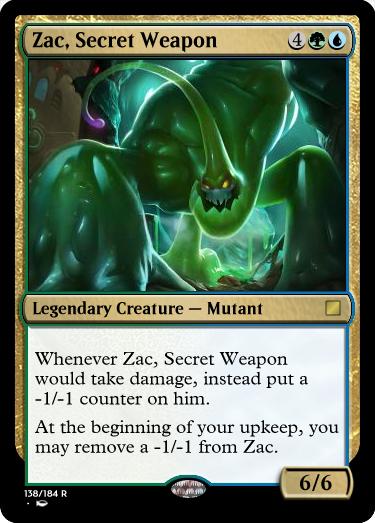 Zac, Secret Weapon 4
Legendary Creature — Mutant
Whenever Zac, Secret Weapon
would take damage, instead put a
-1/-1 counter on him.
At the beginning of your upkeep, you
may remove a -1/-1 from Zac.
6/6
138/184 R